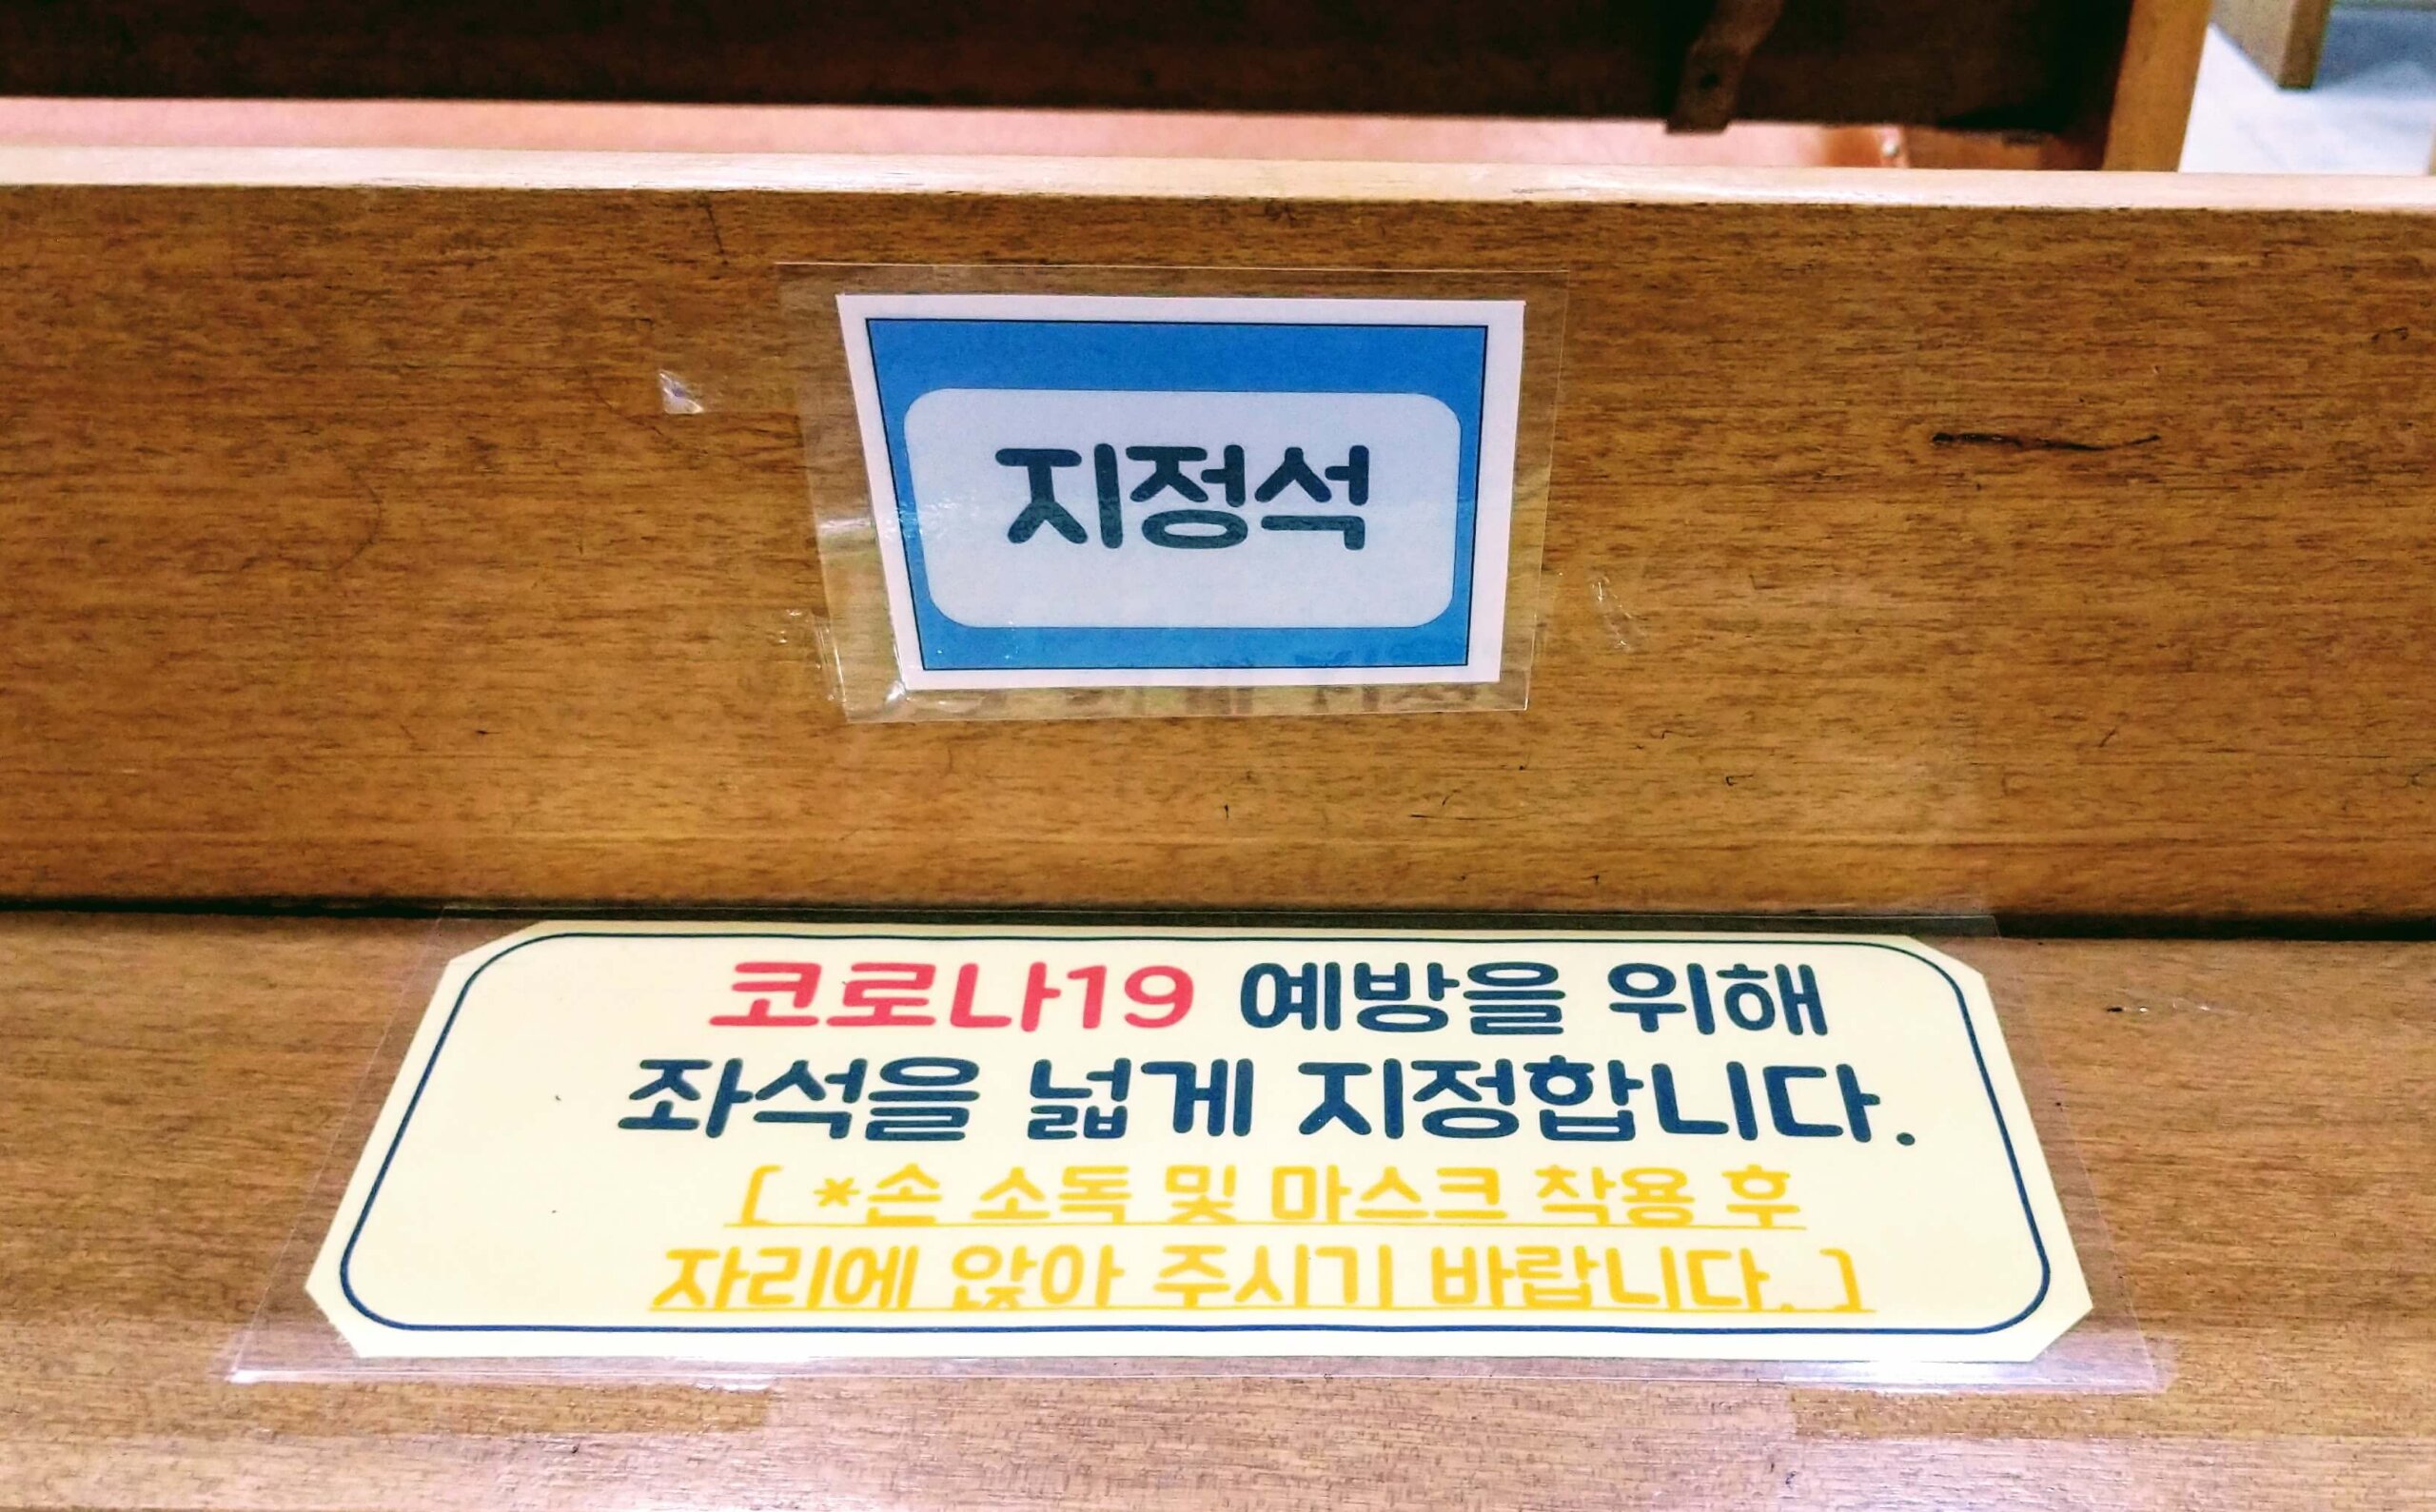 지정석
코로나19 예방을 위해
좌석을 넓게 지정합니다.
[ *손 소독 및 마스크 착용 후
자리에 앉아 주시기 바랍니다. ]